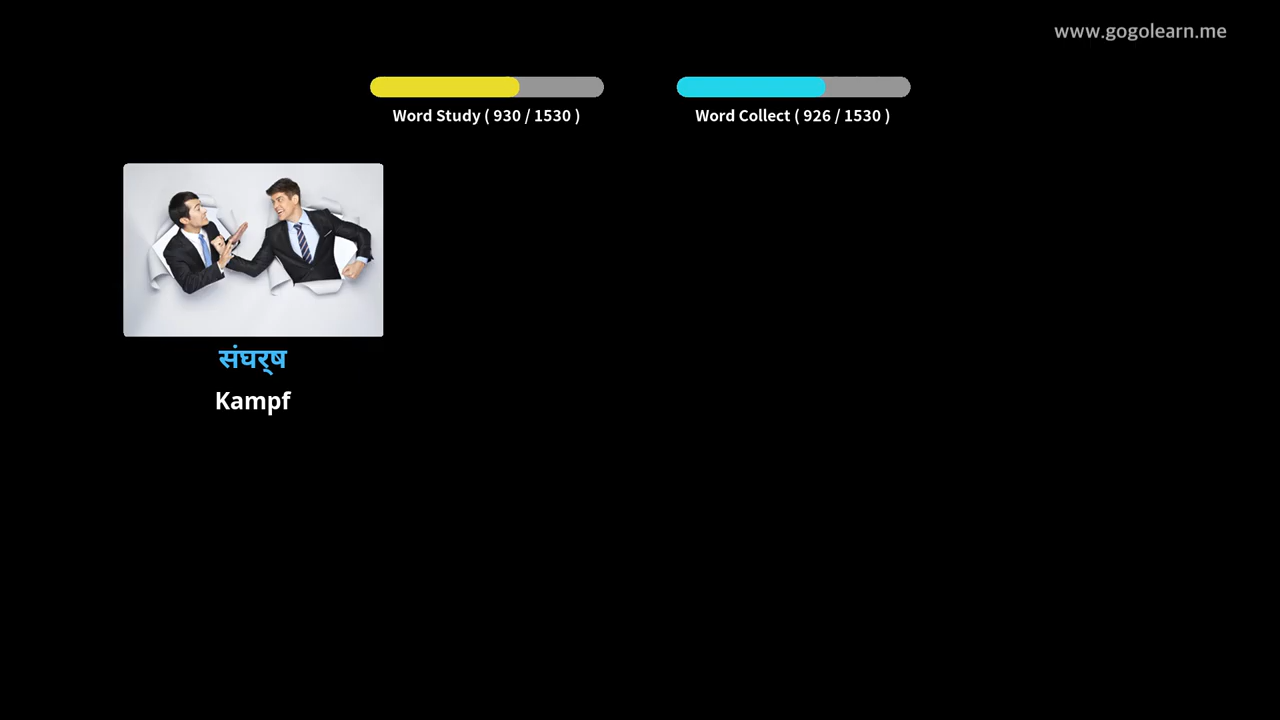 www.gogolearn.me
Word Study ( 930 / 1530 )
Word Collect ( 926 / 1530 )
संघर्ष
Kampf